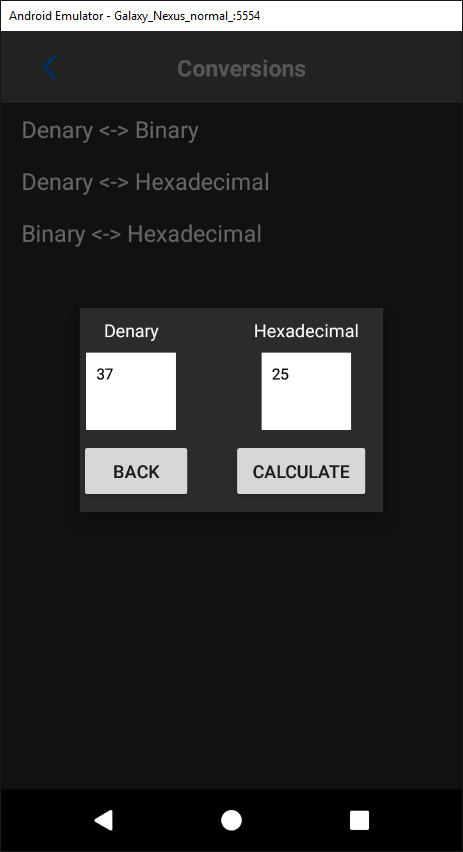 Android Emulator - Galaxy_Nexus_normal_:5554
Conversions
Denary <-> Binary
Denary <-> Hexadecimal
Binary <-> Hexadecimal
Denary Hexadecimal
37 25
BACK CALCULATE